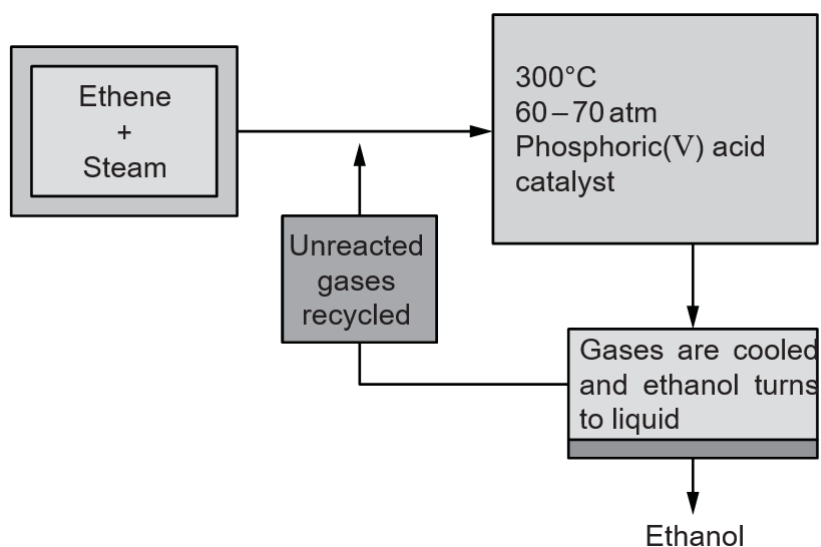 Ethene
+
Steam
300°C
60–70 atm
Phosphoric(V) acid
catalyst
Unreacted
gases
recycled
Gases are cooled
and ethanol turns
to liquid
Ethanol